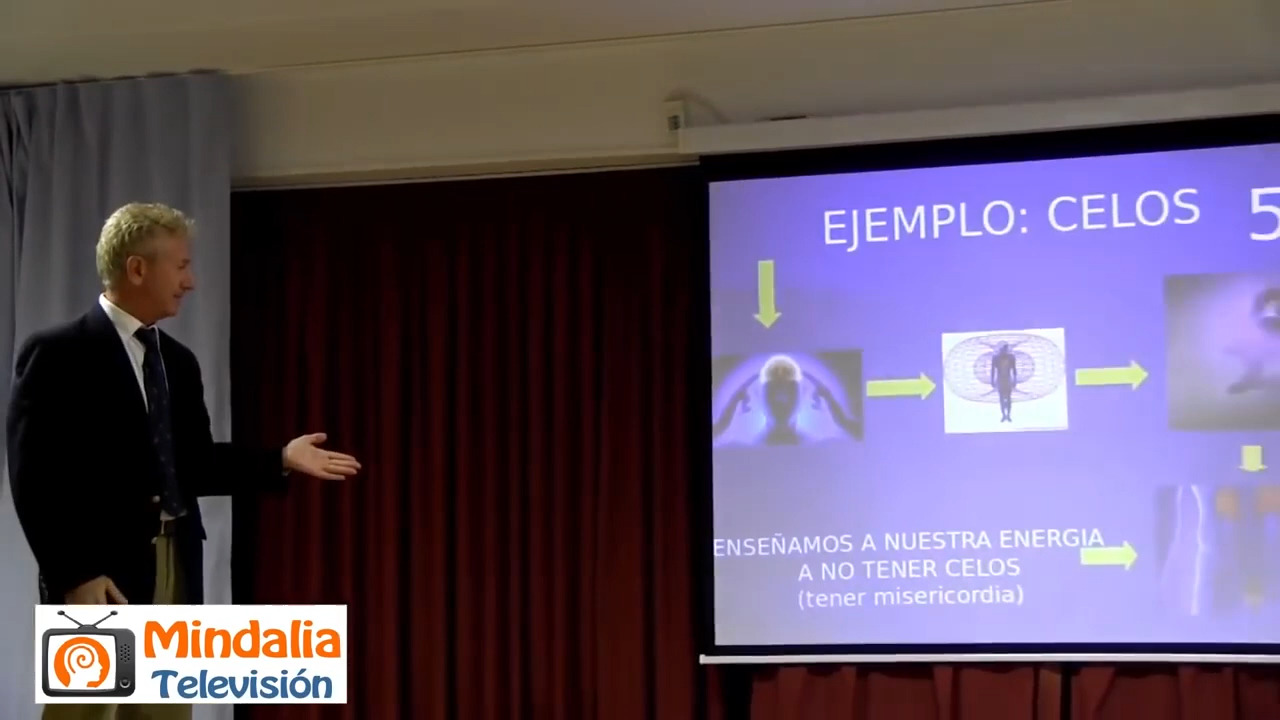 EJEMPLO: CELOS 5
ENSEÑAMOS A NUESTRA ENERGIA
A NO TENER CELOS
(tener misericordia)
Mindalia
Televisión